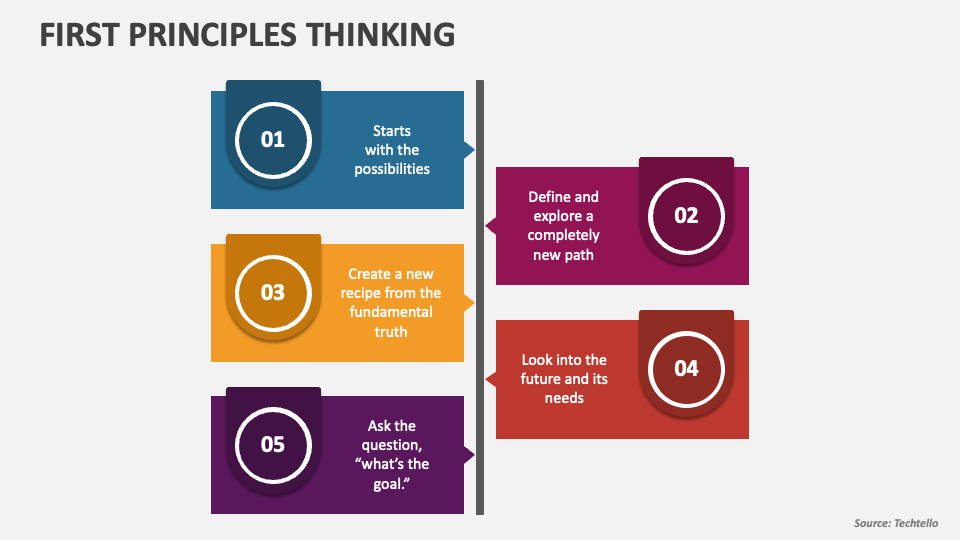 FIRST PRINCIPLES THINKING
01
Starts
with the
possibilities
02
Define and
explore a
completely
new path
03
Create a new
recipe from the
fundamental
truth
04
Look into the
future and its
needs
05
Ask the
question,
“what’s the
goal.”
Source: Techtello